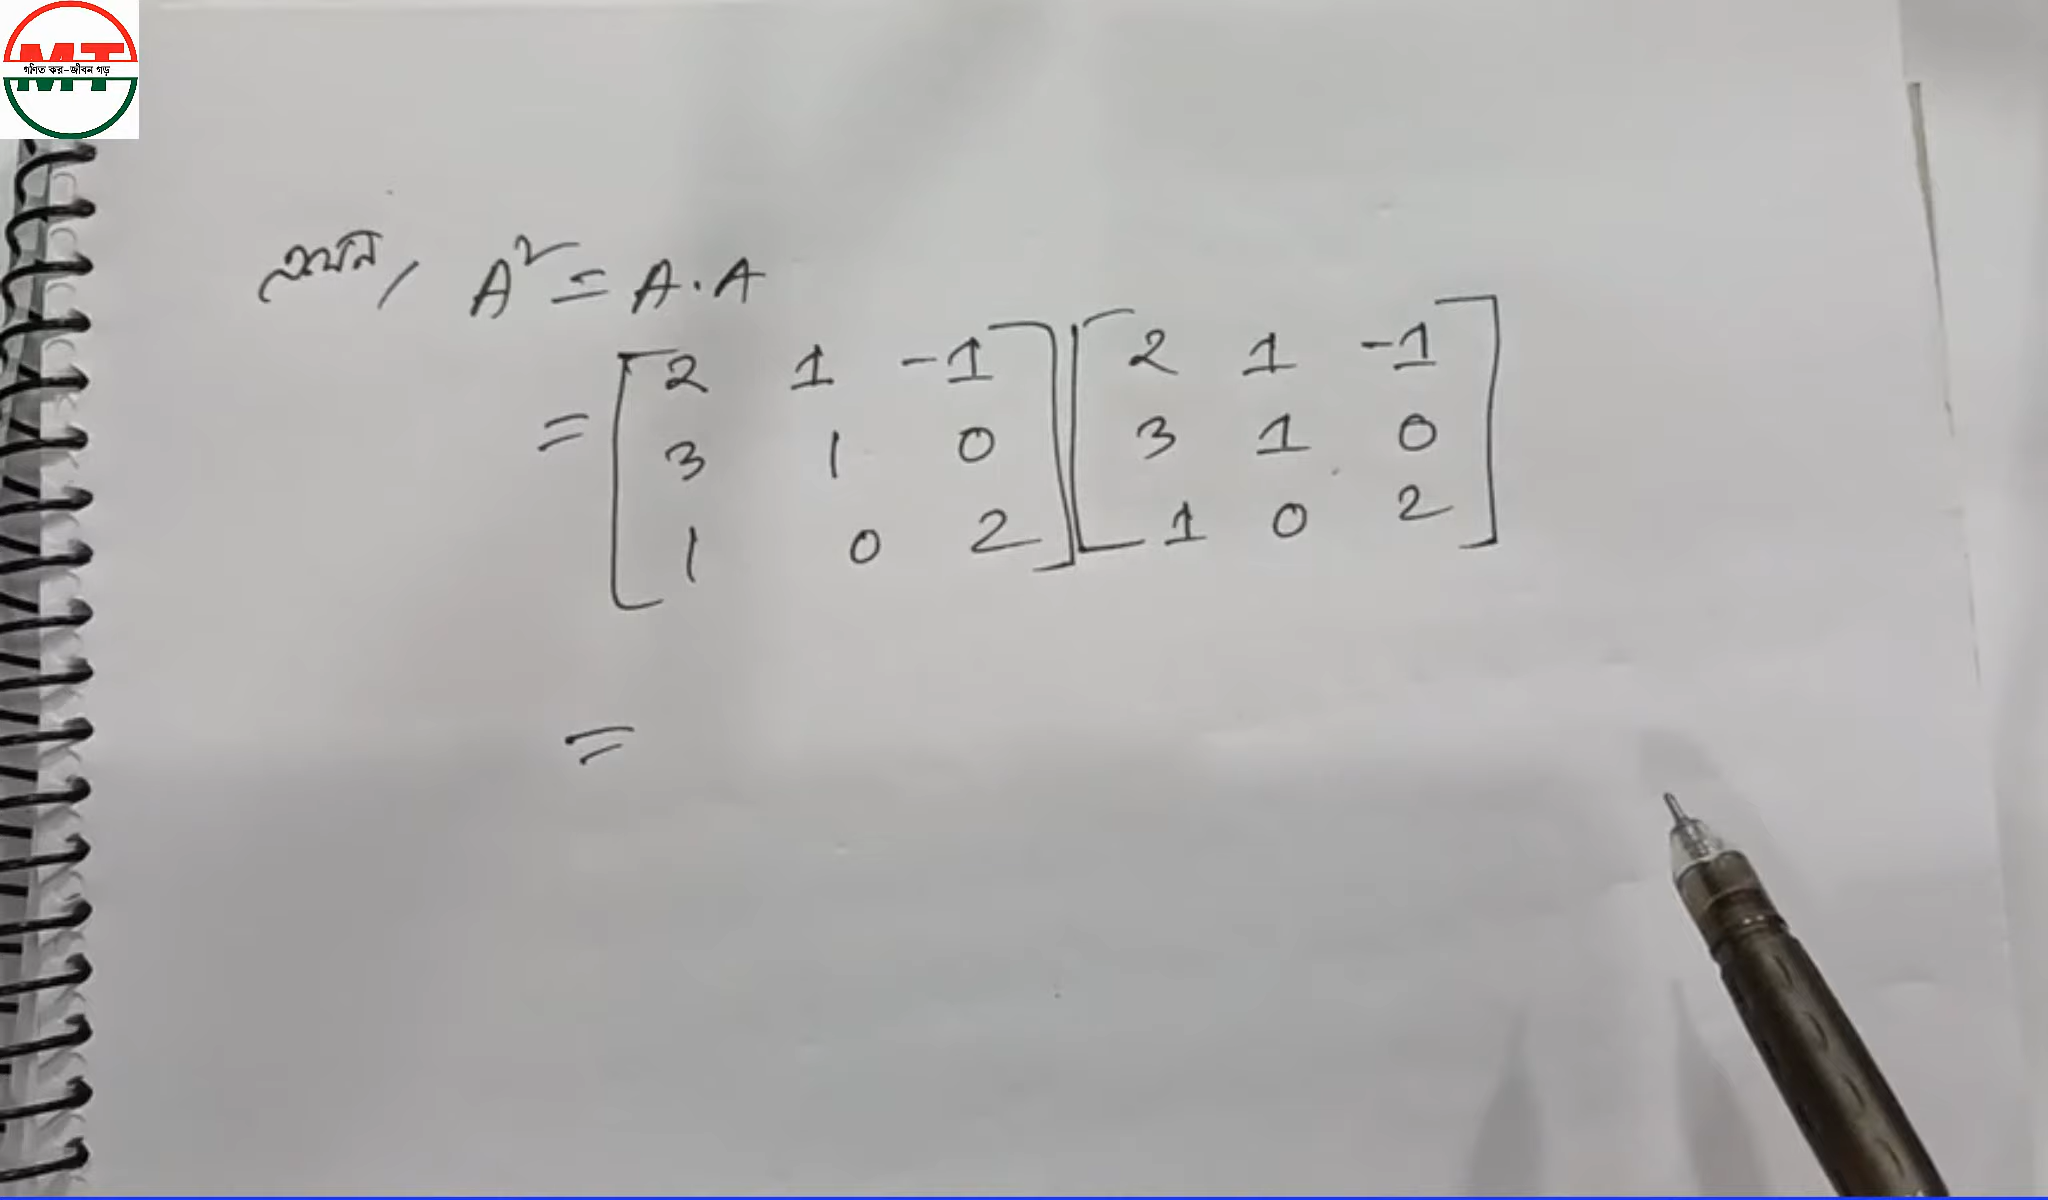 MT
গণিত কর-জীবন গড়
এখন, A² = A.A
= [2 1 -1] [2 1 -1]
[3 1 0] [3 1 0]
[1 0 2] [1 0 2]
=